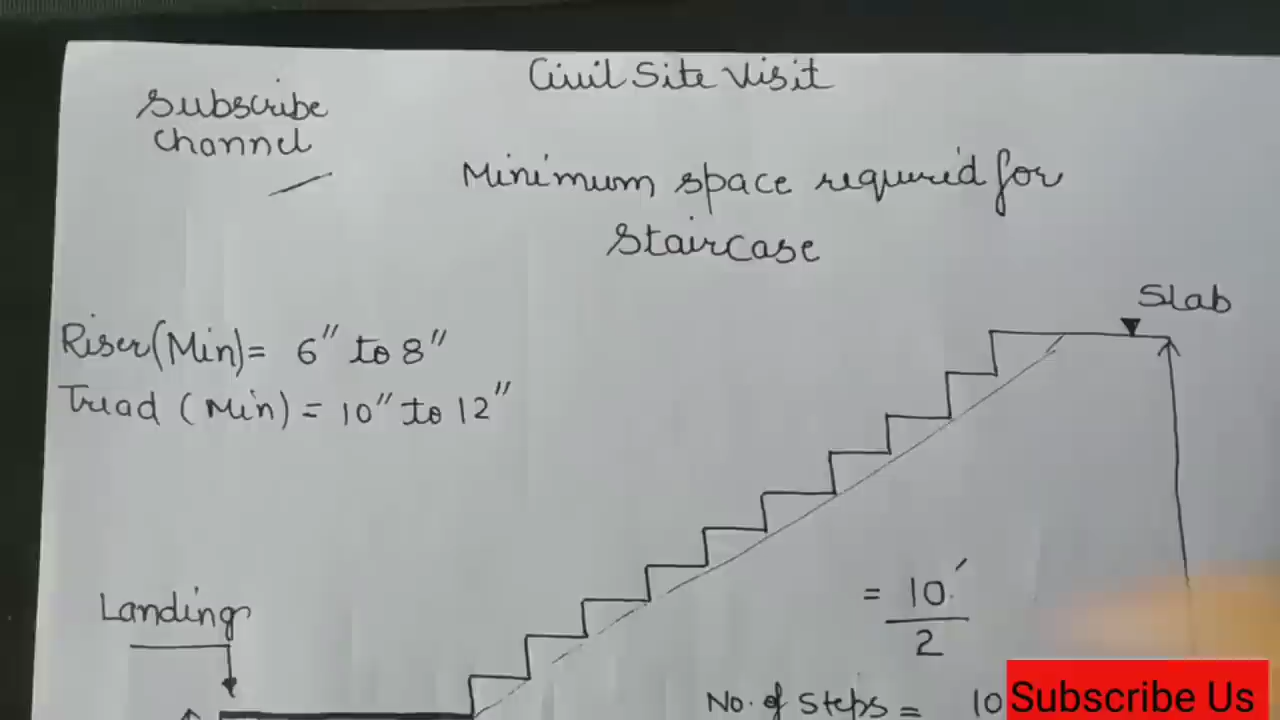 Civil Site Visit
Subscribe
Channel
Minimum space required for
Staircase
Slab
Riser (Min) = 6" to 8"
Triad (Min) = 10" to 12"
Landing
= 10'
2
No. of Steps = 10
Subscribe Us